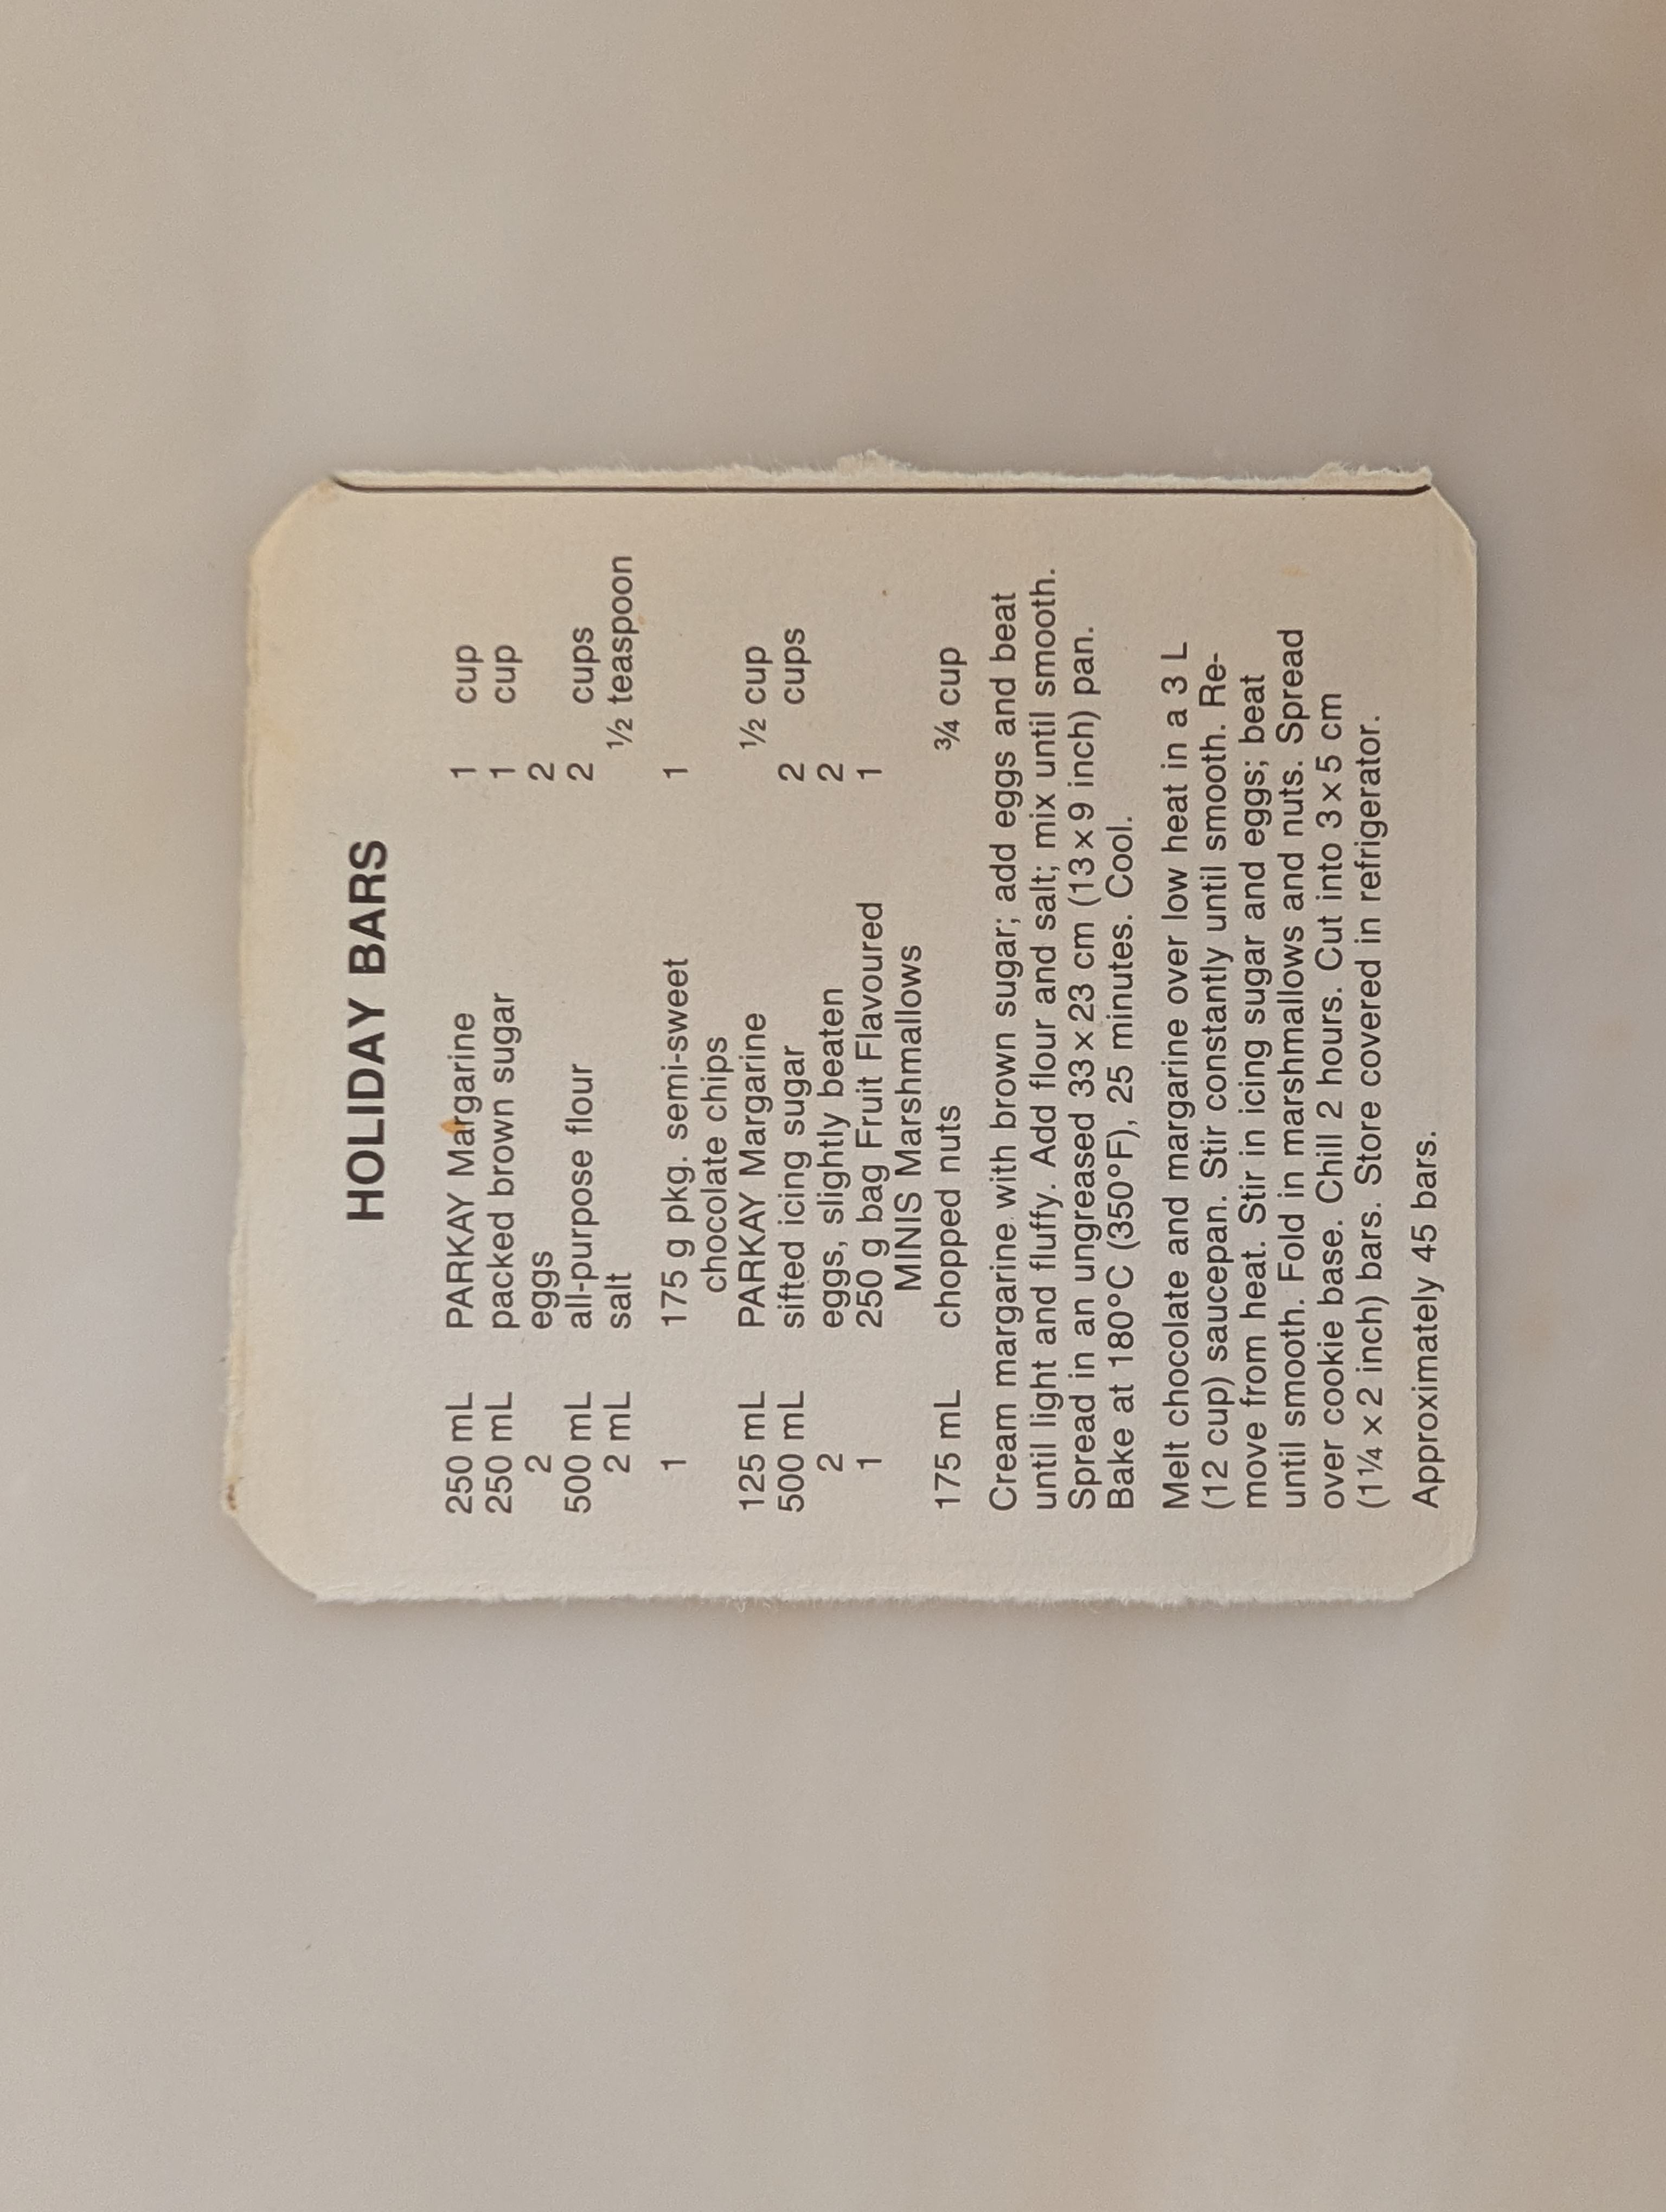 HOLIDAY BARS
250 mL PARKAY Margarine 1 cup
250 mL packed brown sugar 1 cup
2 eggs 2
500 mL all-purpose flour 2 cups
2 mL salt ½ teaspoon
1 175 g pkg. semi-sweet 1
chocolate chips
125 mL PARKAY Margarine ½ cup
500 mL sifted icing sugar 2 cups
2 eggs, slightly beaten 2
1 250 g bag Fruit Flavoured 1
MINIS Marshmallows
175 mL chopped nuts ¾ cup
Cream margarine with brown sugar; add eggs and beat
until light and fluffy. Add flour and salt; mix until smooth.
Spread in an ungreased 33 × 23 cm (13 × 9 inch) pan.
Bake at 180°C (350°F), 25 minutes. Cool.
Melt chocolate and margarine over low heat in a 3 L
(12 cup) saucepan. Stir constantly until smooth. Re-
move from heat. Stir in icing sugar and eggs; beat
until smooth. Fold in marshmallows and nuts. Spread
over cookie base. Chill 2 hours. Cut into 3 × 5 cm
(1¼ × 2 inch) bars. Store covered in refrigerator.
Approximately 45 bars.